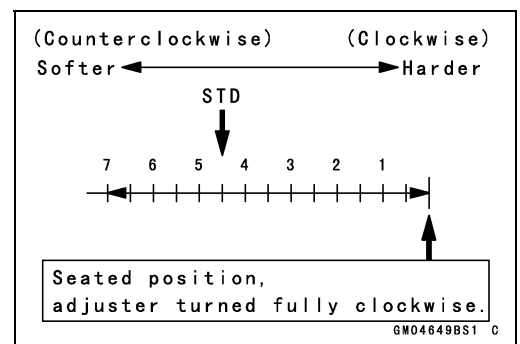 (Counterclockwise) (Clockwise)
Softer Harder
STD
7 6 5 4 3 2 1
Seated position,
adjuster turned fully clockwise.
GM04649BS1 C